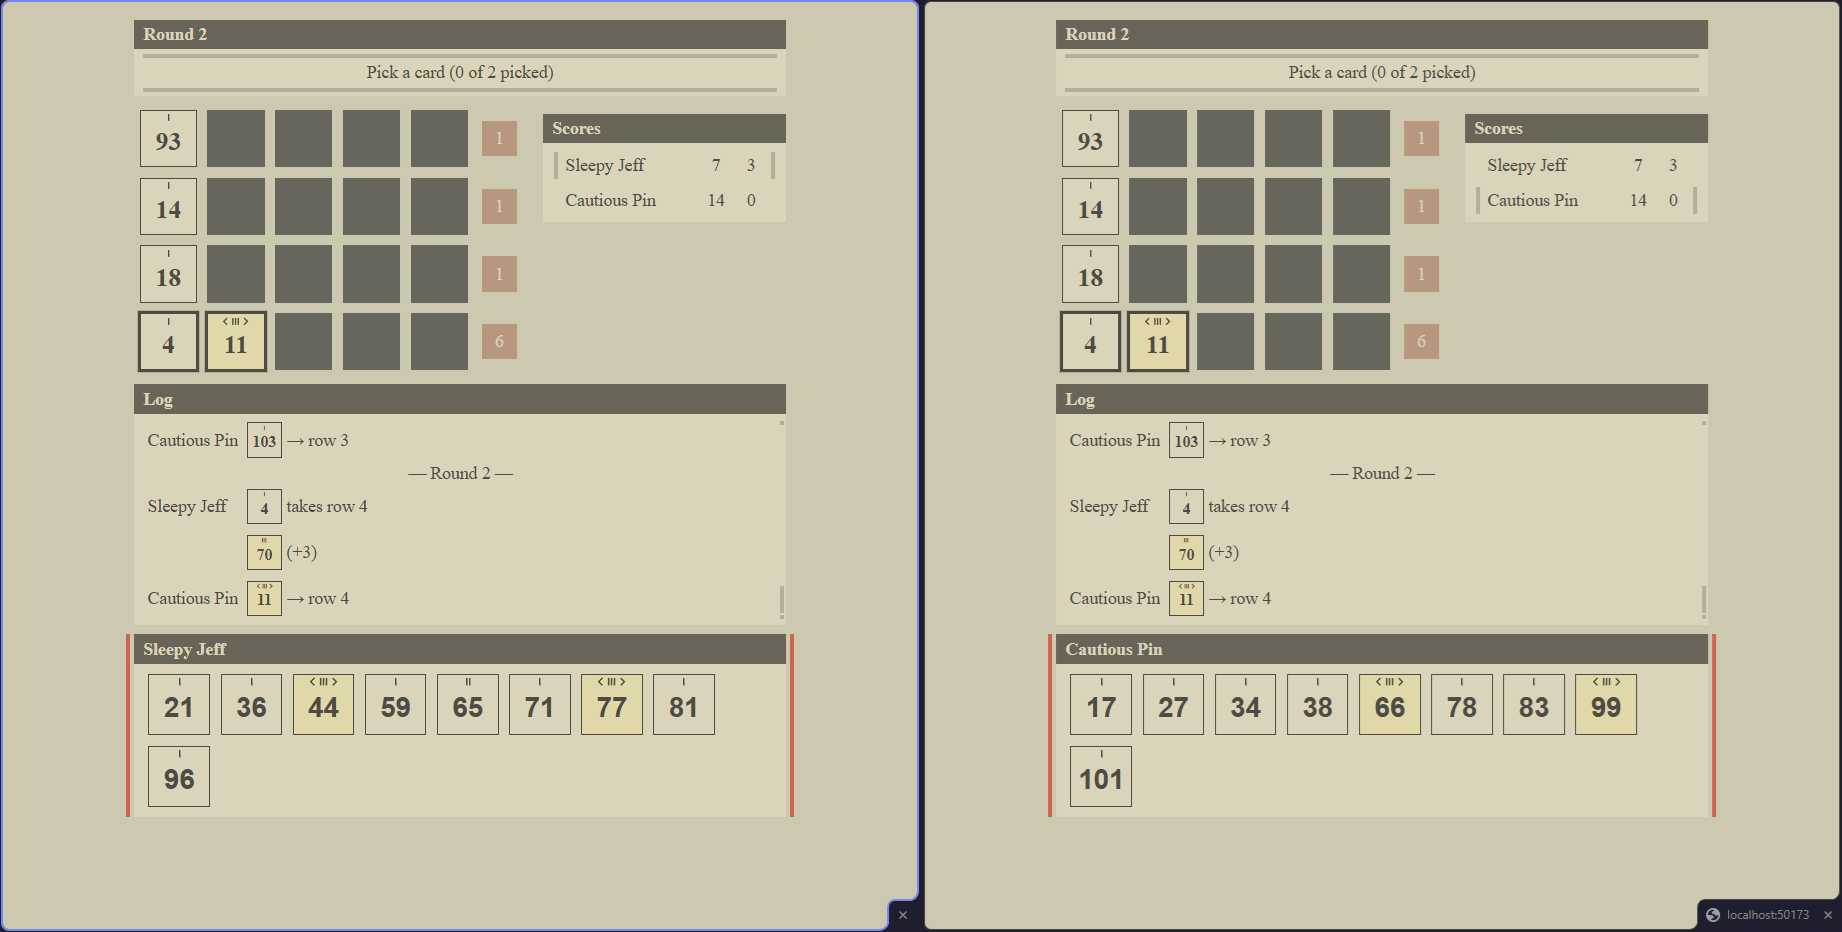 Round 2
Pick a card (0 of 2 picked)
93 1
14 1
18 1
4 11 6
Scores
Sleepy Jeff 7 3
Cautious Pin 14 0
Log
Cautious Pin 103 → row 3
— Round 2 —
Sleepy Jeff 4 takes row 4
70 (+3)
Cautious Pin 11 → row 4
Sleepy Jeff
21 36 44 59 65 71 77 81
96
Round 2
Pick a card (0 of 2 picked)
93 1
14 1
18 1
4 11 6
Scores
Sleepy Jeff 7 3
Cautious Pin 14 0
Log
Cautious Pin 103 → row 3
— Round 2 —
Sleepy Jeff 4 takes row 4
70 (+3)
Cautious Pin 11 → row 4
Cautious Pin
17 27 34 38 66 78 83 99
101
localhost:50173